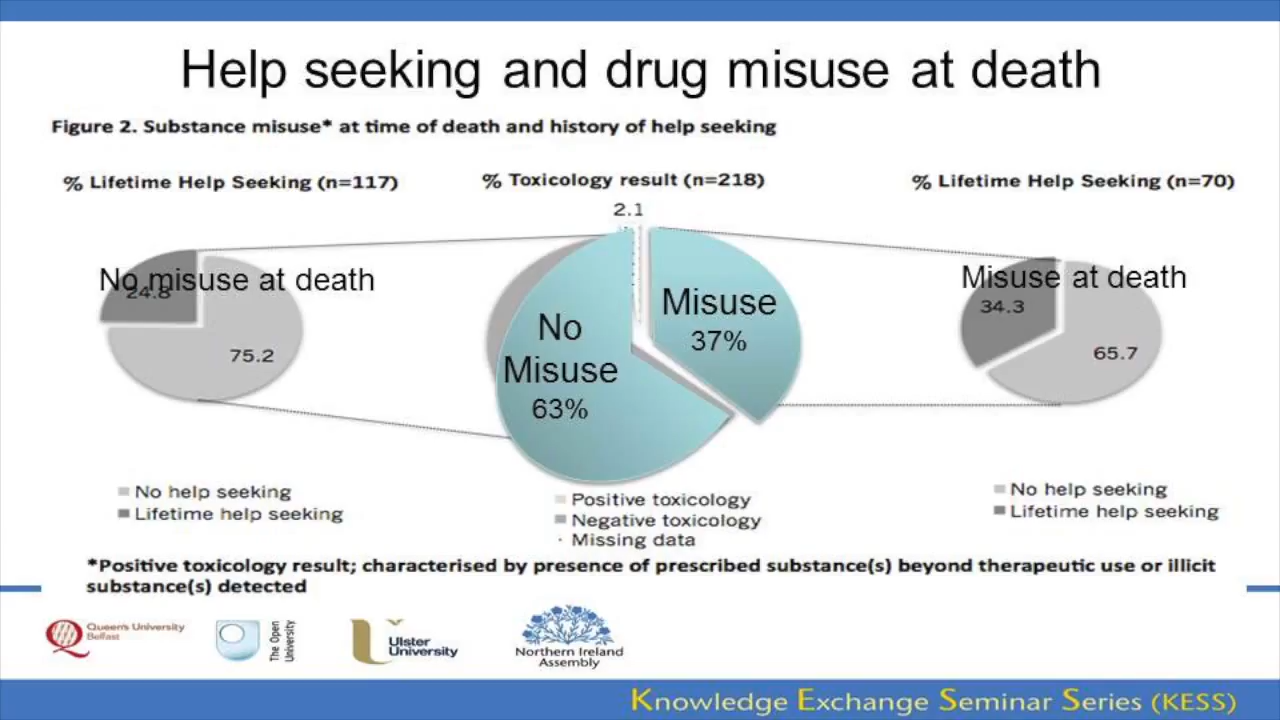 Help seeking and drug misuse at death
Figure 2. Substance misuse* at time of death and history of help seeking
% Lifetime Help Seeking (n=117)
% Toxicology result (n=218)
% Lifetime Help Seeking (n=70)
2.1
No misuse at death
24.8
75.2
No
Misuse
63%
Misuse
37%
Misuse at death
34.3
65.7
No help seeking
Lifetime help seeking
Positive toxicology
Negative toxicology
Missing data
No help seeking
Lifetime help seeking
*Positive toxicology result; characterised by presence of prescribed substance(s) beyond therapeutic use or illicit
substance(s) detected
Queen's University
Belfast
The Open
University
Ulster
University
Northern Ireland
Assembly
Knowledge Exchange Seminar Series (KESS)